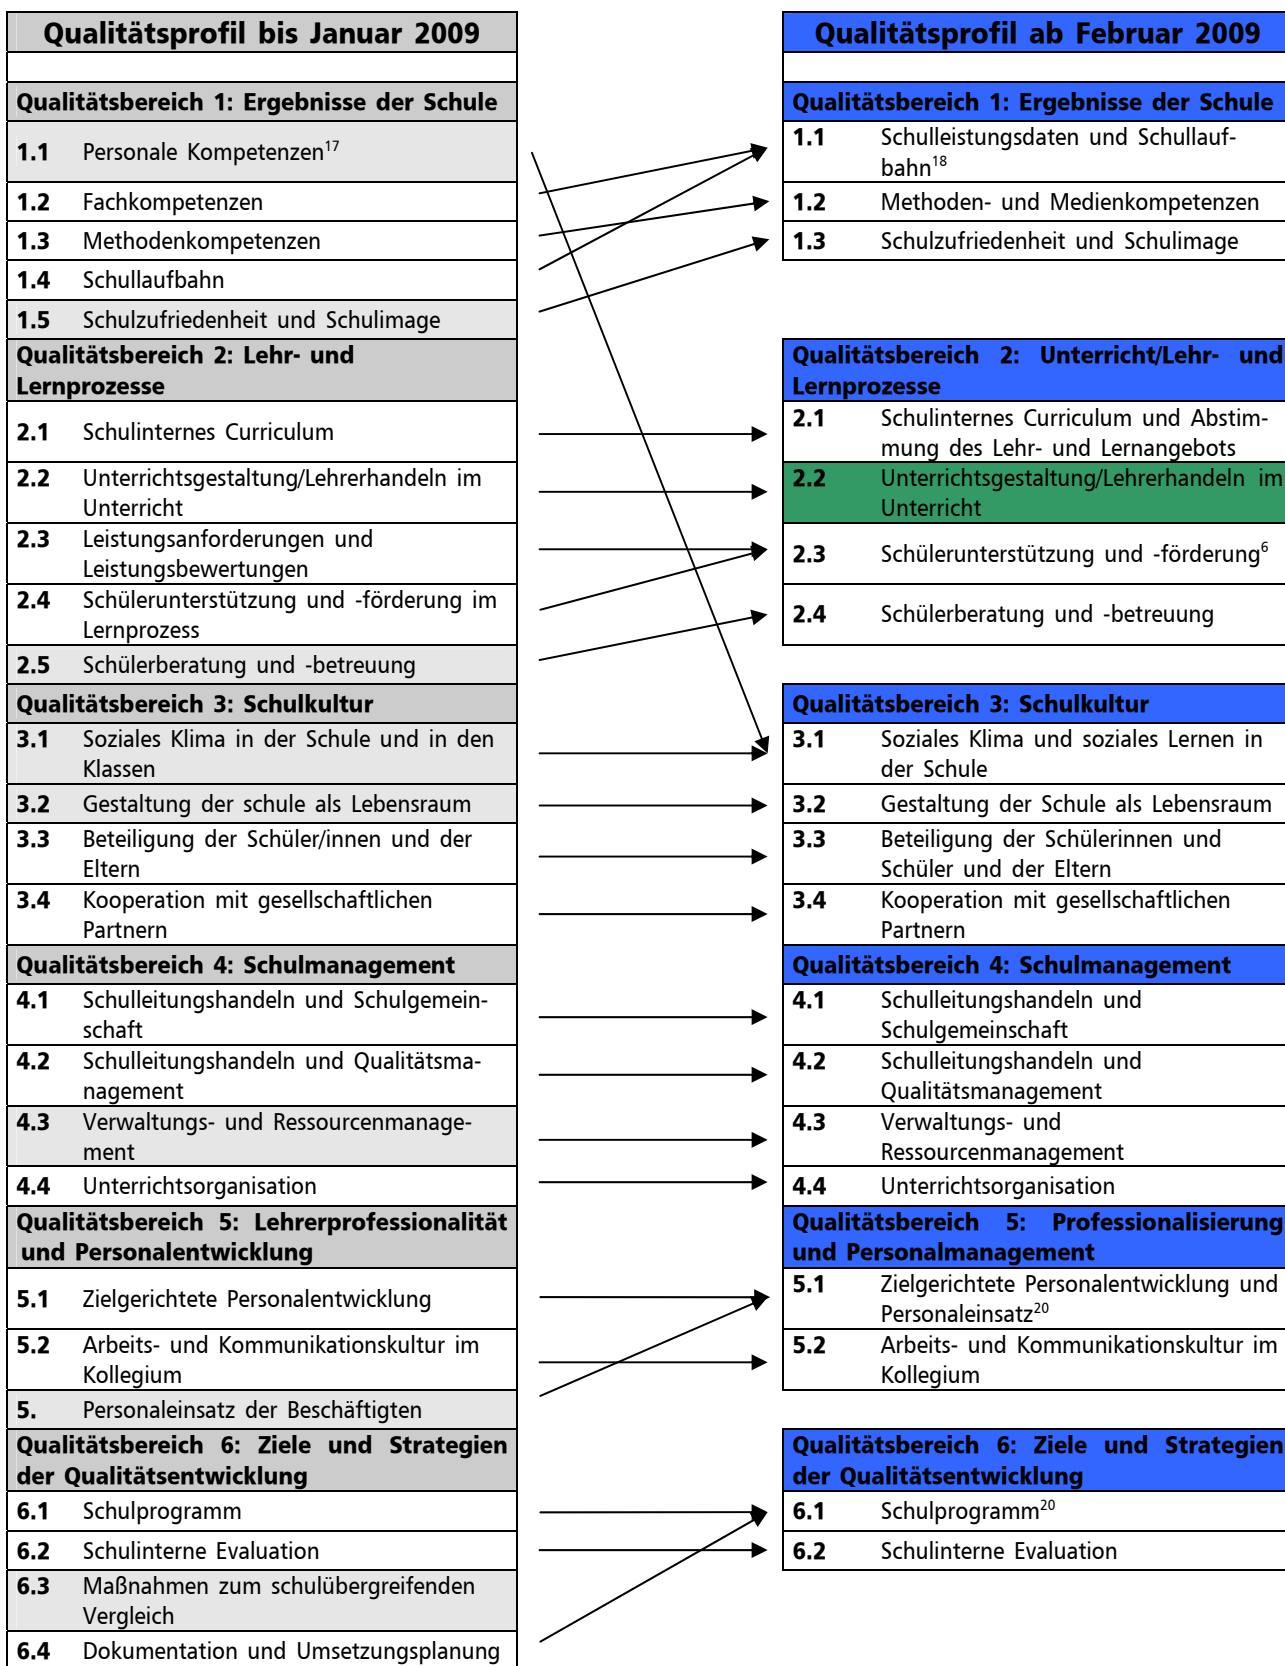 Qualitätsprofil bis Januar 2009
Qualitätsbereich 1: Ergebnisse der Schule
1.1 Personale Kompetenzen17
1.2 Fachkompetenzen
1.3 Methodenkompetenzen
1.4 Schullaufbahn
1.5 Schulzufriedenheit und Schulimage
Qualitätsbereich 2: Lehr- und
Lernprozesse
2.1 Schulinternes Curriculum
2.2 Unterrichtsgestaltung/Lehrerhandeln im
Unterricht
2.3 Leistungsanforderungen und
Leistungsbewertungen
2.4 Schülerunterstützung und -förderung im
Lernprozess
2.5 Schülerberatung und -betreuung
Qualitätsbereich 3: Schulkultur
3.1 Soziales Klima in der Schule und in den
Klassen
3.2 Gestaltung der schule als Lebensraum
3.3 Beteiligung der Schüler/innen und der
Eltern
3.4 Kooperation mit gesellschaftlichen
Partnern
Qualitätsbereich 4: Schulmanagement
4.1 Schulleitungshandeln und Schulgemein-
schaft
4.2 Schulleitungshandeln und Qualitätsma-
nagement
4.3 Verwaltungs- und Ressourcenmanage-
ment
4.4 Unterrichtsorganisation
Qualitätsbereich 5: Lehrerprofessionalität
und Personalentwicklung
5.1 Zielgerichtete Personalentwicklung
5.2 Arbeits- und Kommunikationskultur im
Kollegium
5. Personaleinsatz der Beschäftigten
Qualitätsbereich 6: Ziele und Strategien
der Qualitätsentwicklung
6.1 Schulprogramm
6.2 Schulinterne Evaluation
6.3 Maßnahmen zum schulübergreifenden
Vergleich
6.4 Dokumentation und Umsetzungsplanung
Qualitätsprofil ab Februar 2009
Qualitätsbereich 1: Ergebnisse der Schule
1.1 Schulleistungsdaten und Schullauf-
bahn18
1.2 Methoden- und Medienkompetenzen
1.3 Schulzufriedenheit und Schulimage
Qualitätsbereich 2: Unterricht/Lehr- und
Lernprozesse
2.1 Schulinternes Curriculum und Abstim-
mung des Lehr- und Lernangebots
2.2 Unterrichtsgestaltung/Lehrerhandeln im
Unterricht
2.3 Schülerunterstützung und -förderung6
2.4 Schülerberatung und -betreuung
Qualitätsbereich 3: Schulkultur
3.1 Soziales Klima und soziales Lernen in
der Schule
3.2 Gestaltung der Schule als Lebensraum
3.3 Beteiligung der Schülerinnen und
Schüler und der Eltern
3.4 Kooperation mit gesellschaftlichen
Partnern
Qualitätsbereich 4: Schulmanagement
4.1 Schulleitungshandeln und
Schulgemeinschaft
4.2 Schulleitungshandeln und
Qualitätsmanagement
4.3 Verwaltungs- und
Ressourcenmanagement
4.4 Unterrichtsorganisation
Qualitätsbereich 5: Professionalisierung
und Personalmanagement
5.1 Zielgerichtete Personalentwicklung und
Personaleinsatz20
5.2 Arbeits- und Kommunikationskultur im
Kollegium
Qualitätsbereich 6: Ziele und Strategien
der Qualitätsentwicklung
6.1 Schulprogramm20
6.2 Schulinterne Evaluation